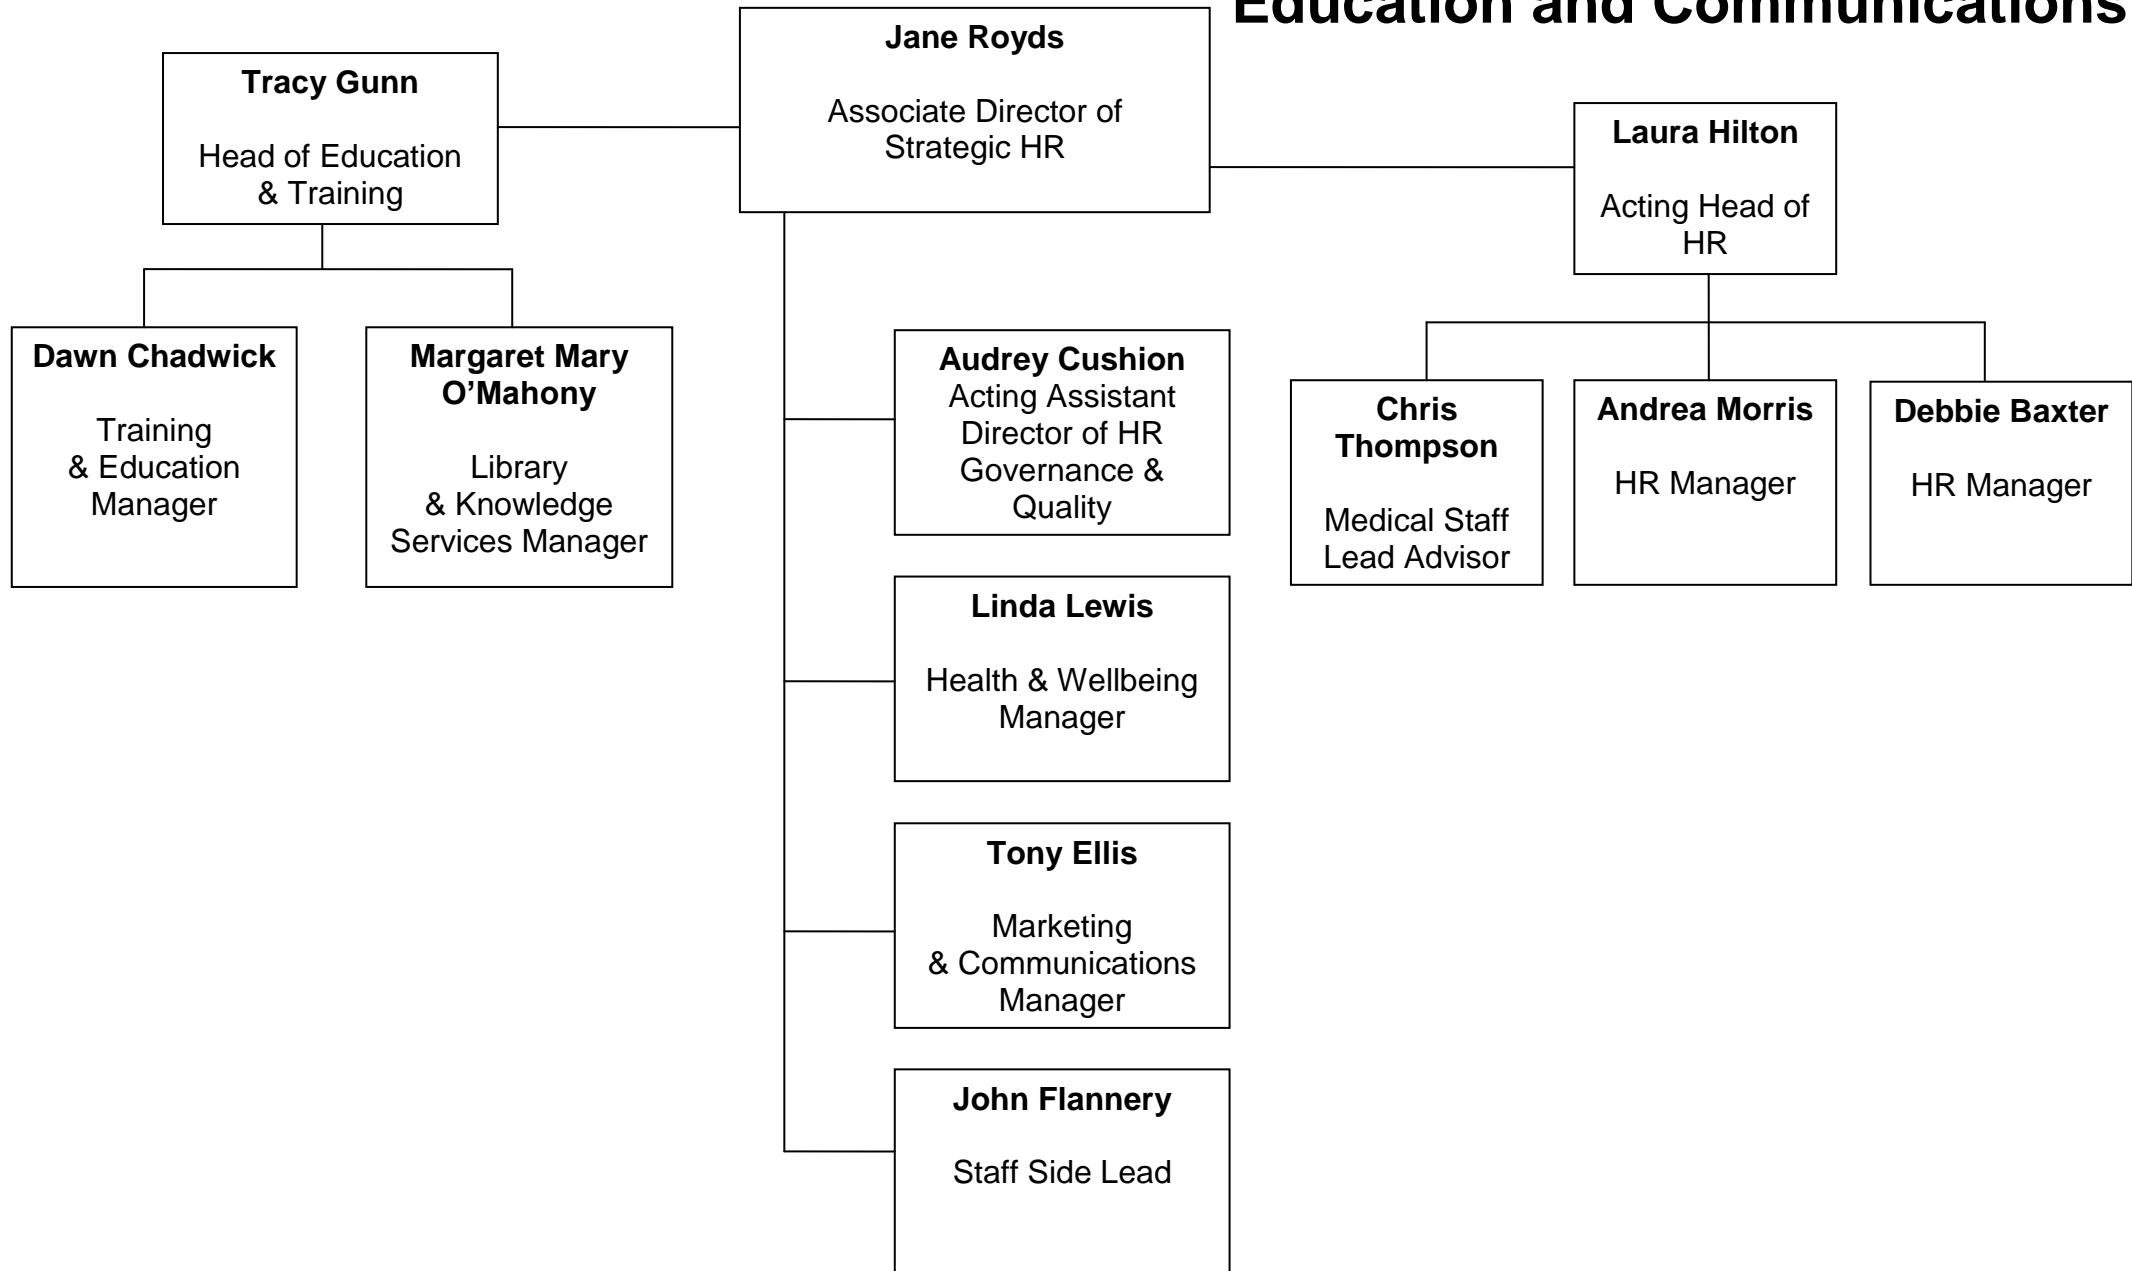 Education and Communications
Jane Royds
Associate Director of
Strategic HR
Tracy Gunn
Head of Education
& Training
Laura Hilton
Acting Head of
HR
Dawn Chadwick
Training
& Education
Manager
Margaret Mary
O’Mahony
Library
& Knowledge
Services Manager
Audrey Cushion
Acting Assistant
Director of HR
Governance &
Quality
Chris
Thompson
Medical Staff
Lead Advisor
Andrea Morris
HR Manager
Debbie Baxter
HR Manager
Linda Lewis
Health & Wellbeing
Manager
Tony Ellis
Marketing
& Communications
Manager
John Flannery
Staff Side Lead